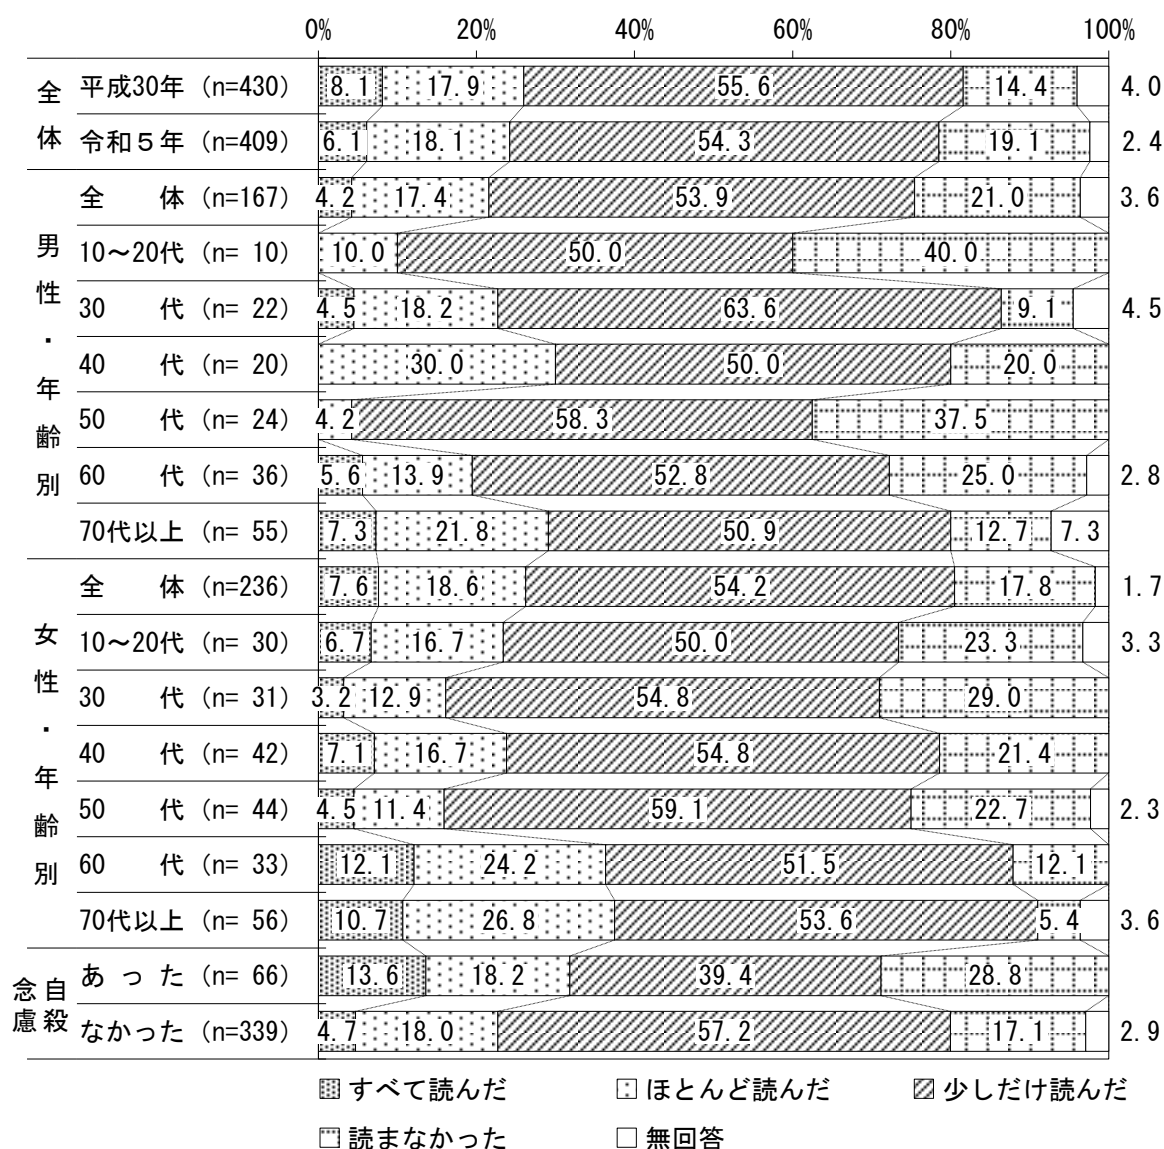 0% 20% 40% 60% 80% 100%
全体
平成30年 (n=430) 8.1 17.9 55.6 14.4 4.0
令和５年 (n=409) 6.1 18.1 54.3 19.1 2.4
男性・年齢別
全 体 (n=167) 4.2 17.4 53.9 21.0 3.6
10～20代 (n= 10) 10.0 50.0 40.0
30 代 (n= 22) 4.5 18.2 63.6 9.1 4.5
40 代 (n= 20) 30.0 50.0 20.0
50 代 (n= 24) 4.2 58.3 37.5
60 代 (n= 36) 5.6 13.9 52.8 25.0 2.8
70代以上 (n= 55) 7.3 21.8 50.9 12.7 7.3
女性・年齢別
全 体 (n=236) 7.6 18.6 54.2 17.8 1.7
10～20代 (n= 30) 6.7 16.7 50.0 23.3 3.3
30 代 (n= 31) 3.2 12.9 54.8 29.0
40 代 (n= 42) 7.1 16.7 54.8 21.4
50 代 (n= 44) 4.5 11.4 59.1 22.7 2.3
60 代 (n= 33) 12.1 24.2 51.5 12.1
70代以上 (n= 56) 10.7 26.8 53.6 5.4 3.6
自殺念慮
あ っ た (n= 66) 13.6 18.2 39.4 28.8
なかった (n=339) 4.7 18.0 57.2 17.1 2.9
すべて読んだ ほとんど読んだ 少しだけ読んだ
読まなかった 無回答